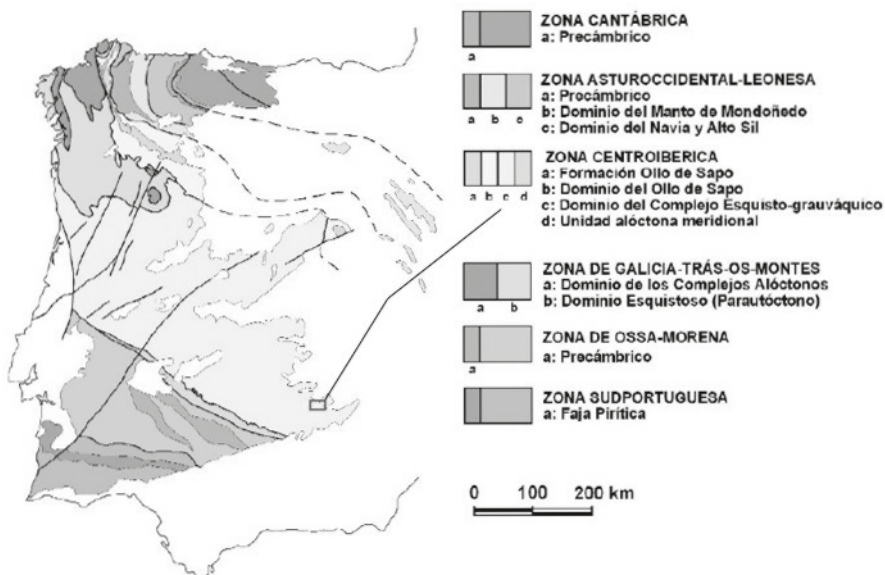 ZONA CANTÁBRICA
a: Precámbrico
a
ZONA ASTUROCCIDENTAL-LEONESA
a: Precámbrico
b: Dominio del Manto de Mondoñedo
c: Dominio del Navia y Alto Sil
a b c
ZONA CENTROIBERICA
a: Formación Ollo de Sapo
b: Dominio del Ollo de Sapo
c: Dominio del Complejo Esquisto-grauváquico
d: Unidad alóctona meridional
a b c d
ZONA DE GALICIA-TRÁS-OS-MONTES
a: Dominio de los Complejos Alóctonos
b: Dominio Esquistoso (Parautóctono)
a b
ZONA DE OSSA-MORENA
a: Precámbrico
a
ZONA SUDPORTUGUESA
a: Faja Pirítica
0 100 200 km